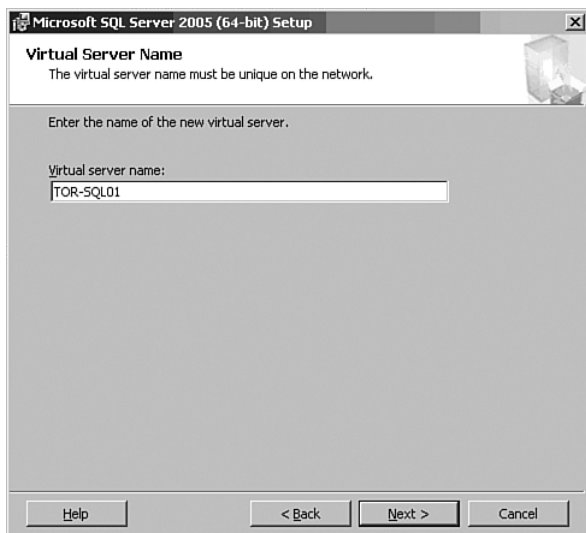 Microsoft SQL Server 2005 (64-bit) Setup
Virtual Server Name
The virtual server name must be unique on the network.
Enter the name of the new virtual server.
Virtual server name:
TOR-SQL01
Help
< Back
Next >
Cancel